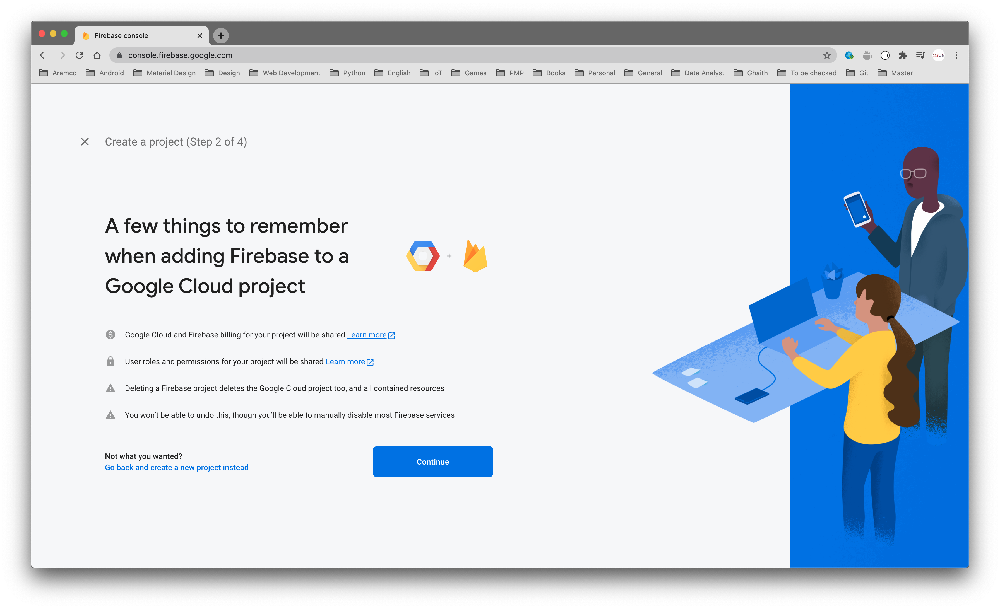 Firebase console
console.firebase.google.com
DATUM
Aramco Android Material Design Design Web Development Python English IoT Games PMP Books Personal General Data Analyst Ghaith To be checked Git Master
Create a project (Step 2 of 4)
A few things to remember
when adding Firebase to a
Google Cloud project
+
Google Cloud and Firebase billing for your project will be shared Learn more
User roles and permissions for your project will be shared Learn more
Deleting a Firebase project deletes the Google Cloud project too, and all contained resources
You won’t be able to undo this, though you’ll be able to manually disable most Firebase services
Not what you wanted?
Go back and create a new project instead
Continue